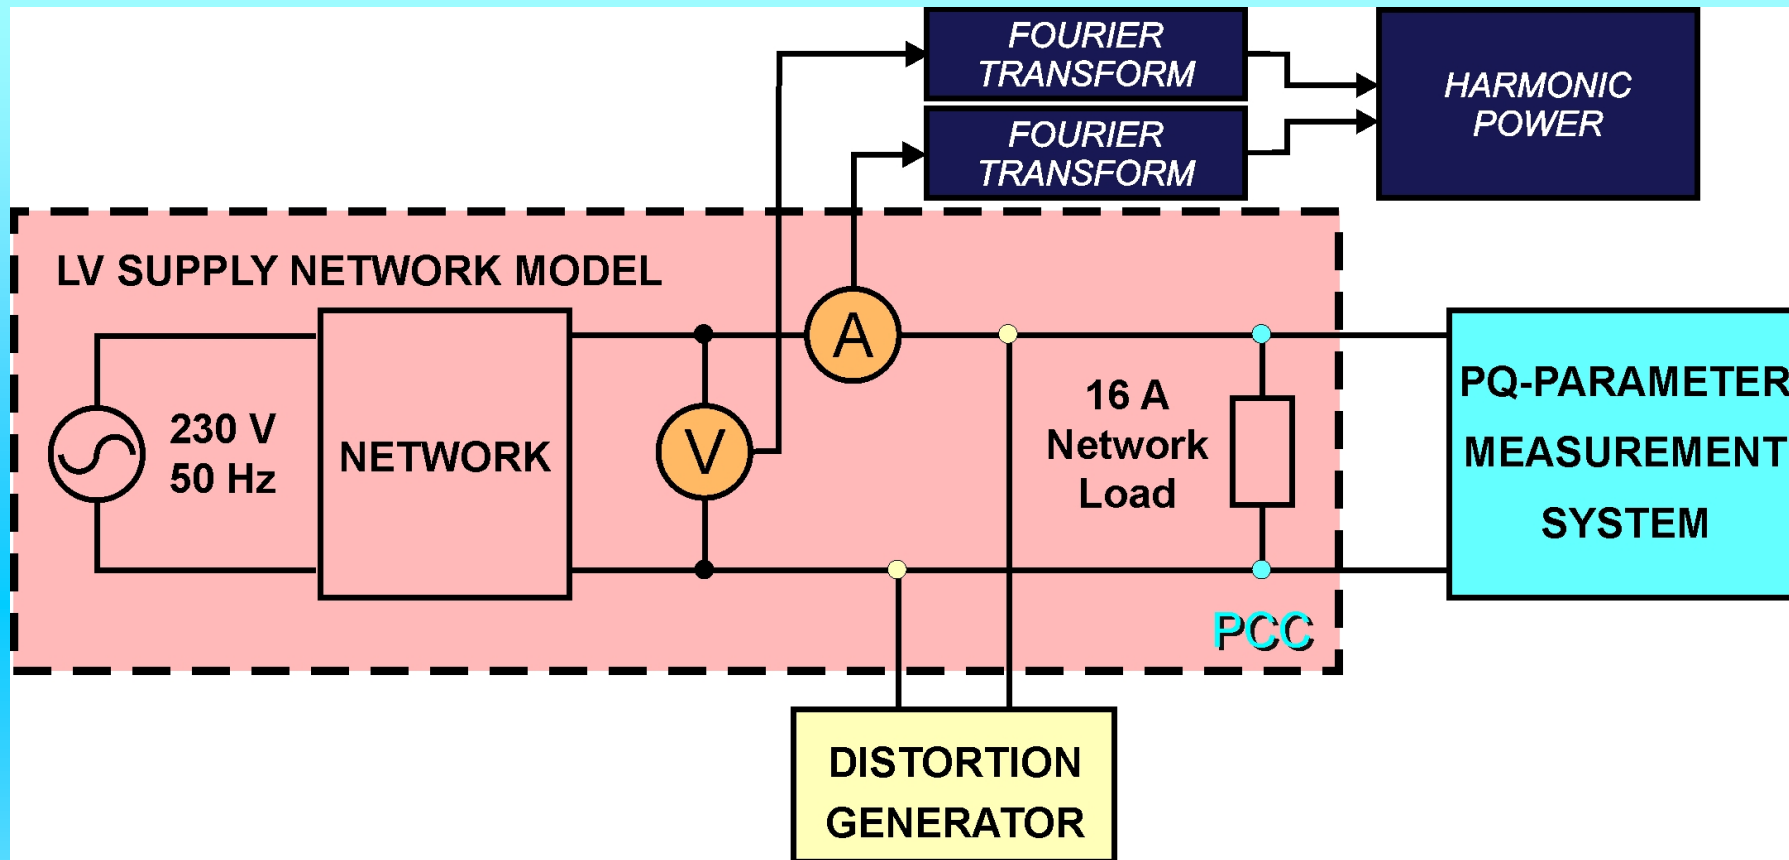 FOURIER
TRANSFORM
HARMONIC
POWER
FOURIER
TRANSFORM
LV SUPPLY NETWORK MODEL
A
230 V
50 Hz
NETWORK
V
16 A
Network
Load
PQ-PARAMETER
MEASUREMENT
SYSTEM
PCC
DISTORTION
GENERATOR